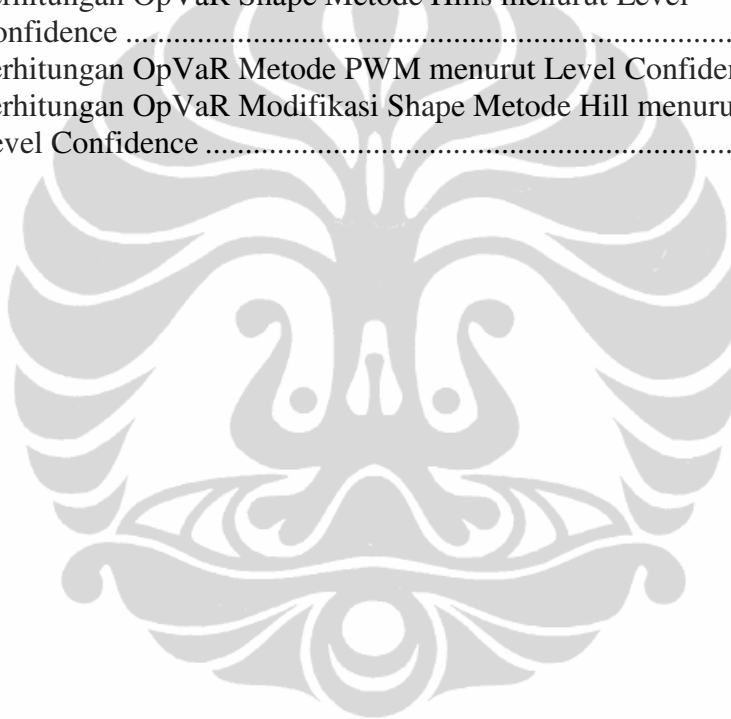 erhitungan OpVaR Shape Metode Hills menurut Level
onfidence ....................................................................................
erhitungan OpVaR Metode PWM menurut Level Confiden
erhitungan OpVaR Modifikasi Shape Metode Hill menuru
evel Confidence .........................................................................